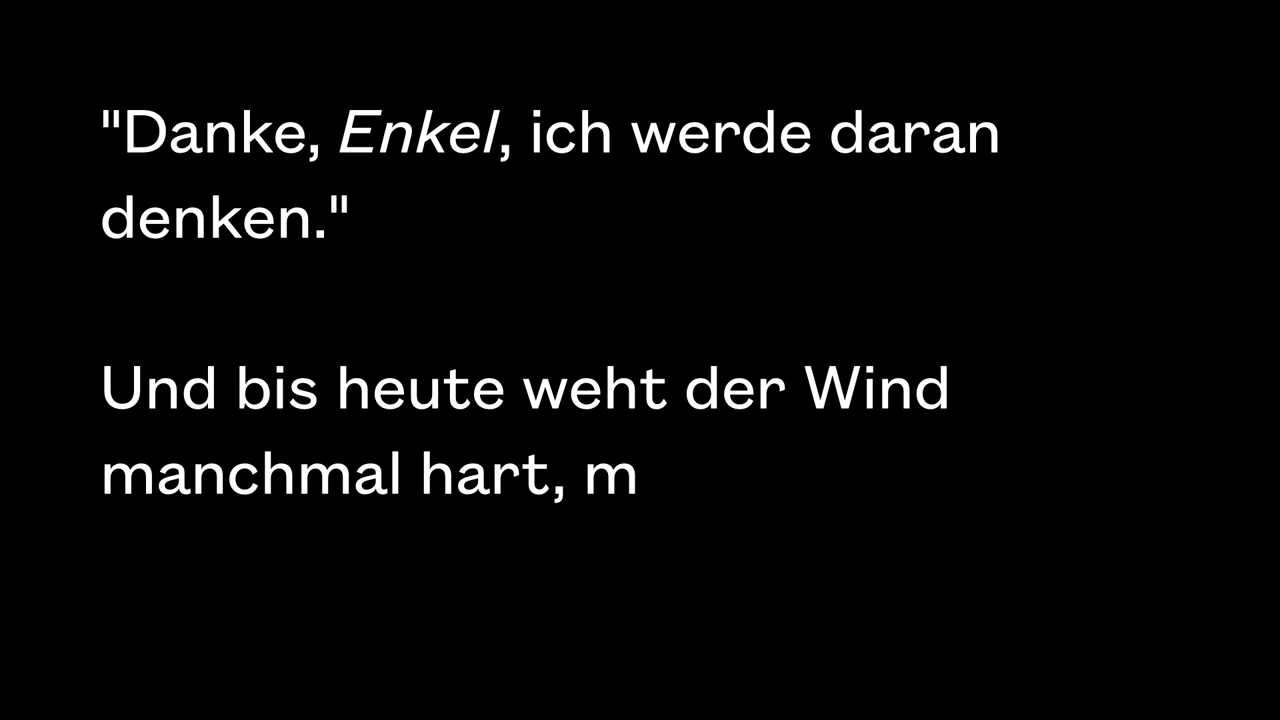 "Danke, Enkel, ich werde daran
denken."
Und bis heute weht der Wind
manchmal hart, m